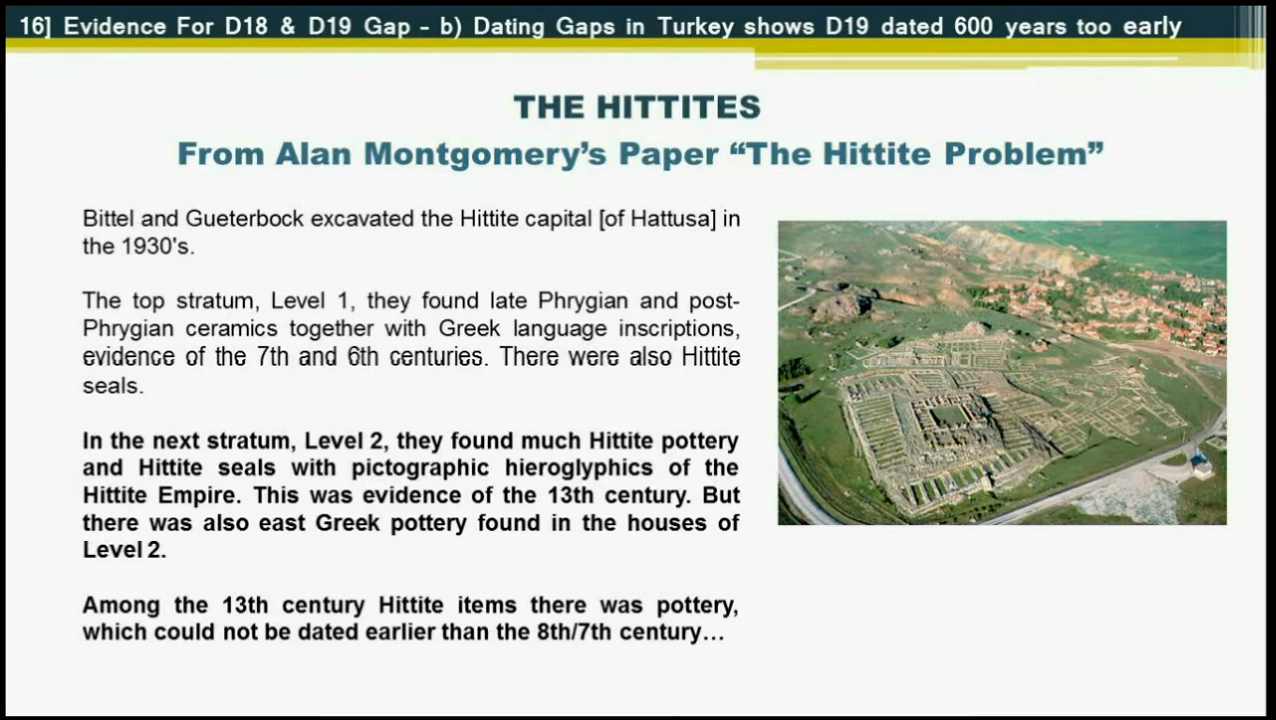 16] Evidence For D18 & D19 Gap – b) Dating Gaps in Turkey shows D19 dated 600 years too early
THE HITTITES
From Alan Montgomery’s Paper “The Hittite Problem”
Bittel and Gueterbock excavated the Hittite capital [of Hattusa] in
the 1930's.
The top stratum, Level 1, they found late Phrygian and post-
Phrygian ceramics together with Greek language inscriptions,
evidence of the 7th and 6th centuries. There were also Hittite
seals.
In the next stratum, Level 2, they found much Hittite pottery
and Hittite seals with pictographic hieroglyphics of the
Hittite Empire. This was evidence of the 13th century. But
there was also east Greek pottery found in the houses of
Level 2.
Among the 13th century Hittite items there was pottery,
which could not be dated earlier than the 8th/7th century…